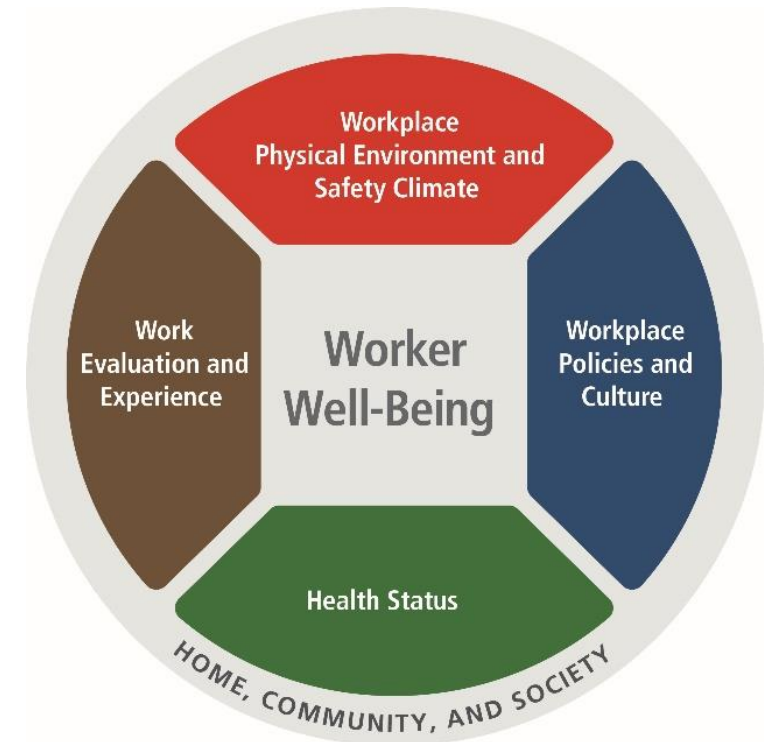 Workplace
Physical Environment and
Safety Climate
Work
Evaluation and
Experience
Worker
Well-Being
Workplace
Policies and
Culture
Health Status
HOME, COMMUNITY, AND SOCIETY